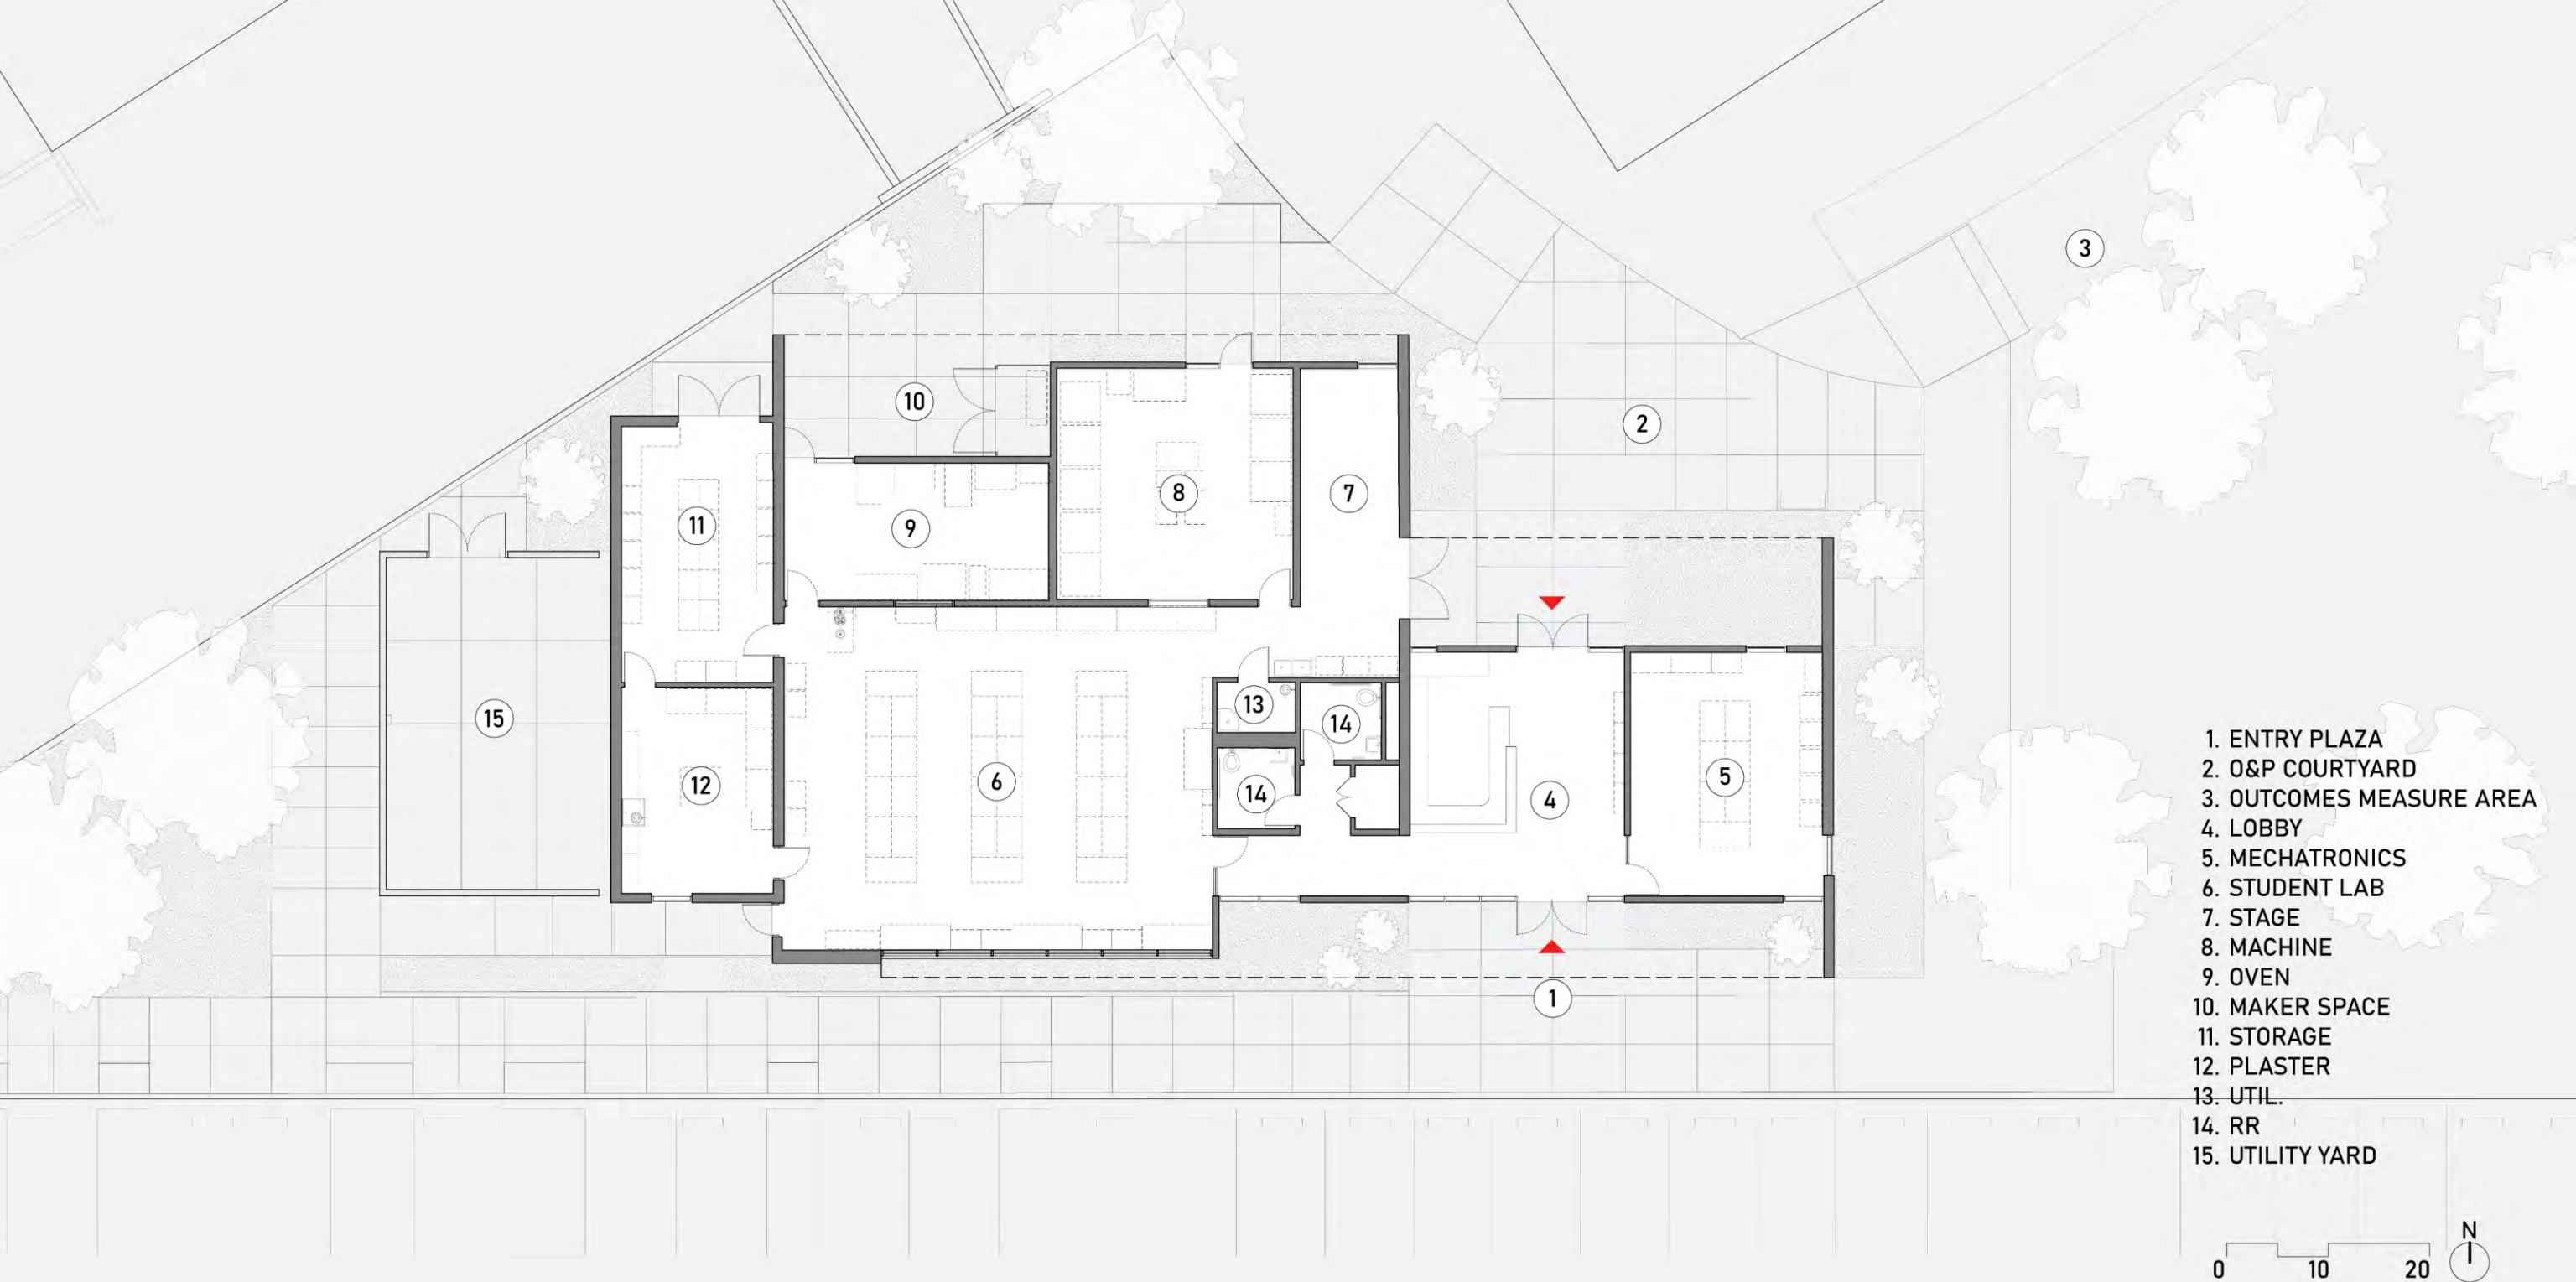 3
10
2
8
7
11
9
13
15
14
5
6
12
14
4
1
1. ENTRY PLAZA
2. O&P COURTYARD
3. OUTCOMES MEASURE AREA
4. LOBBY
5. MECHATRONICS
6. STUDENT LAB
7. STAGE
8. MACHINE
9. OVEN
10. MAKER SPACE
11. STORAGE
12. PLASTER
13. UTIL.
14. RR
15. UTILITY YARD
N
0 10 20